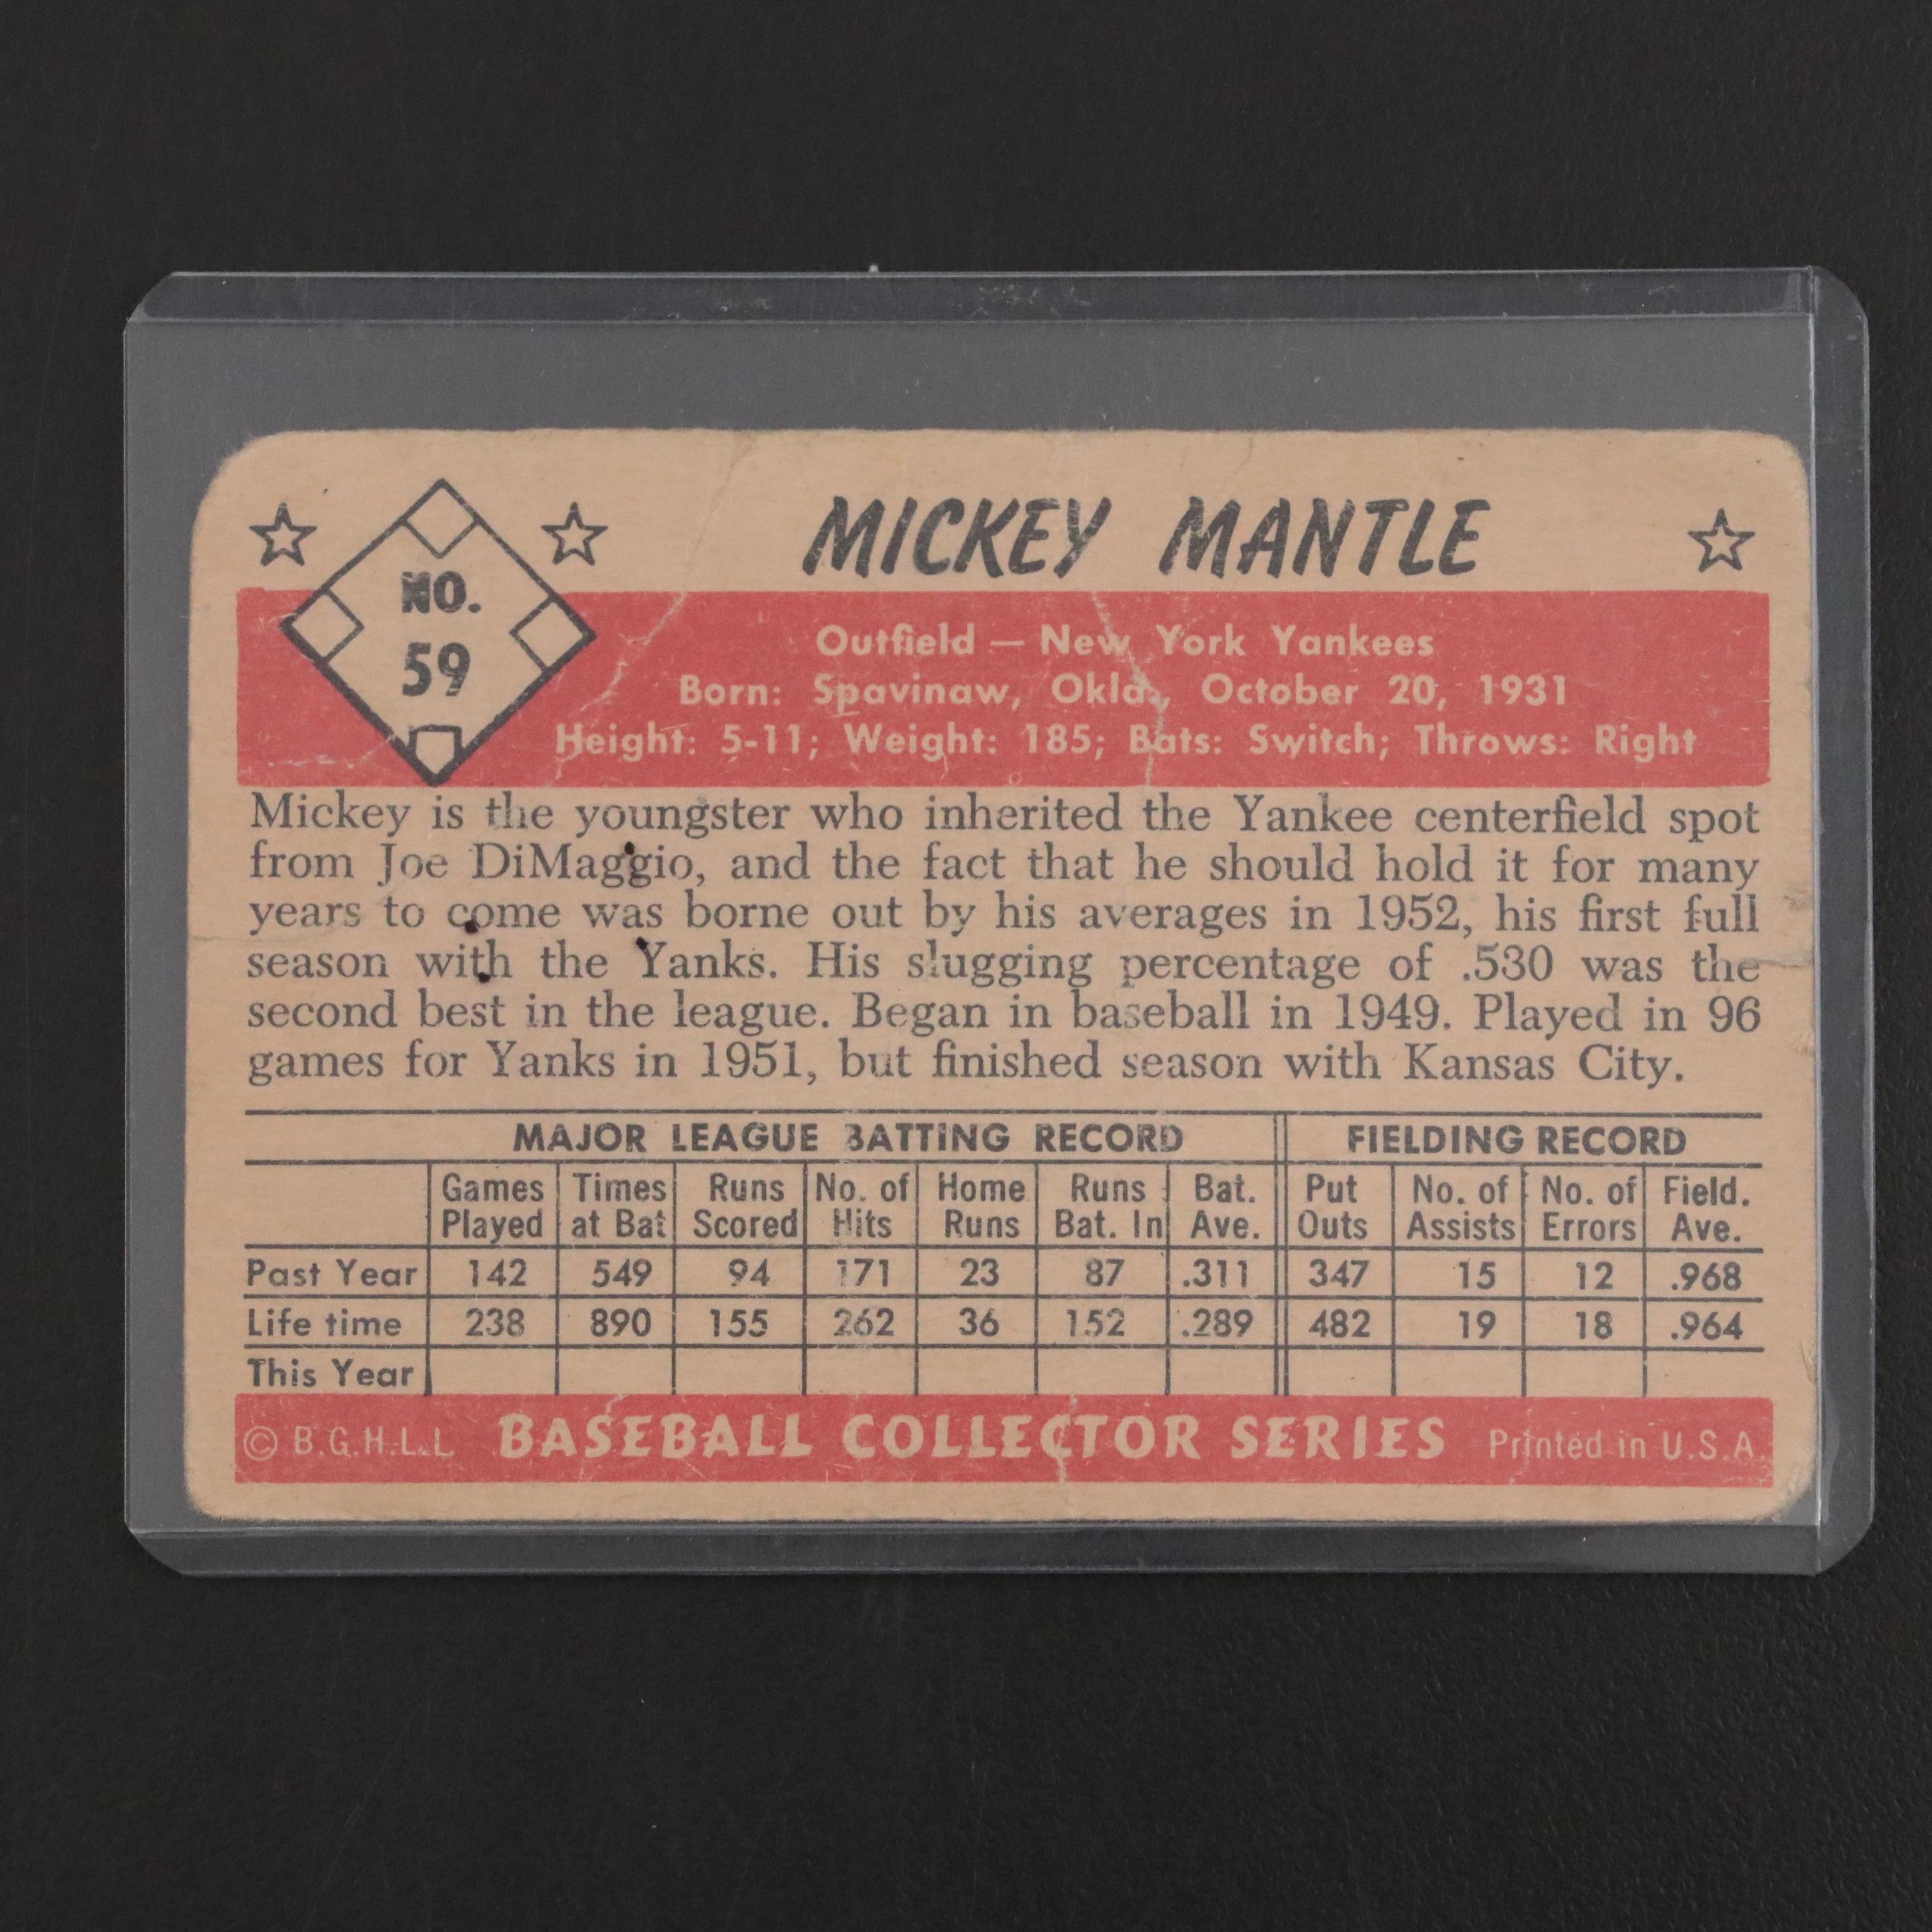 MICKEY MANTLE
NO.
59
Outfield — New York Yankees
Born: Spavinaw, Okla., October 20, 1931
Height: 5-11; Weight: 185; Bats: Switch; Throws: Right
Mickey is the youngster who inherited the Yankee centerfield spot
from Joe DiMaggio, and the fact that he should hold it for many
years to come was borne out by his averages in 1952, his first full
season with the Yanks. His slugging percentage of .530 was the
second best in the league. Began in baseball in 1949. Played in 96
games for Yanks in 1951, but finished season with Kansas City.
MAJOR LEAGUE BATTING RECORD FIELDING RECORD
Games Played Times at Bat Runs Scored No. of Hits Home Runs Runs Bat. In Bat. Ave. Put Outs No. of Assists No. of Errors Field. Ave.
Past Year 142 549 94 171 23 87 .311 347 15 12 .968
Life time 238 890 155 262 36 152 .289 482 19 18 .964
This Year
© B.G.H.L.I. BASEBALL COLLECTOR SERIES Printed in U.S.A.